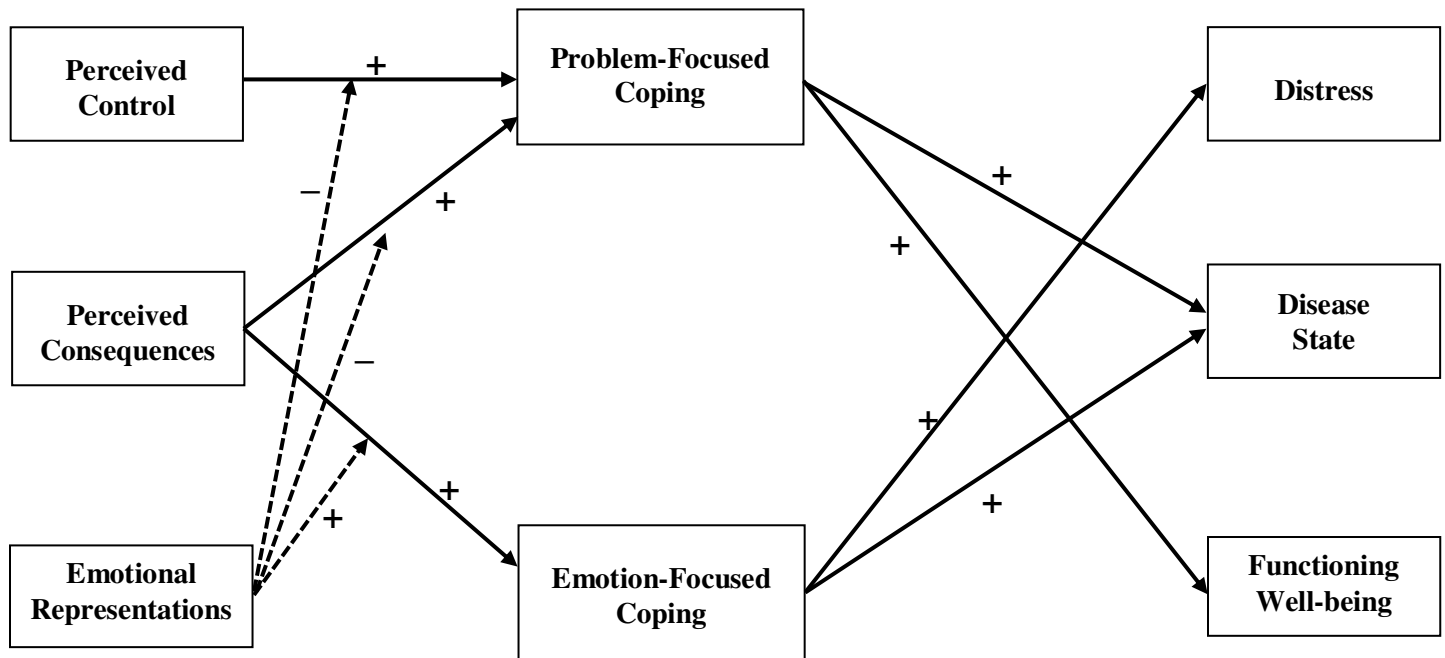 Perceived
Control
+
Problem-Focused
Coping
Distress
–
+
+
+
Perceived
Consequences
–
Disease
State
+
+
+
+
Emotional
Representations
Emotion-Focused
Coping
Functioning
Well-being